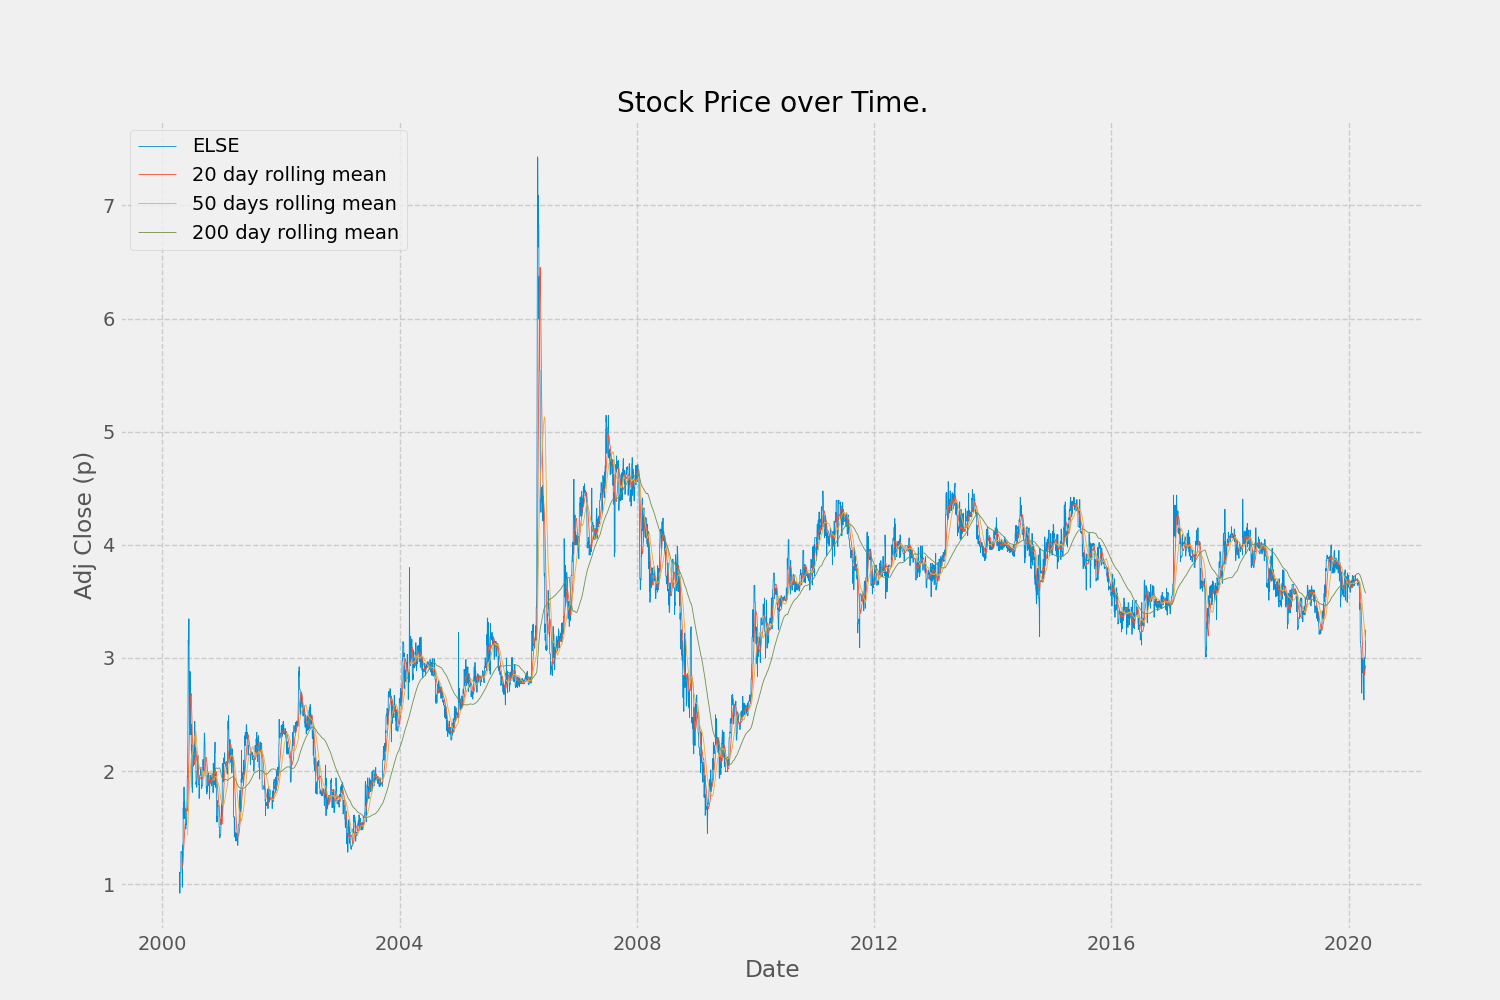 Stock Price over Time.
ELSE
20 day rolling mean
50 days rolling mean
200 day rolling mean
7
6
5
4
3
2
1
Adj Close (p)
2000 2004 2008 2012 2016 2020
Date